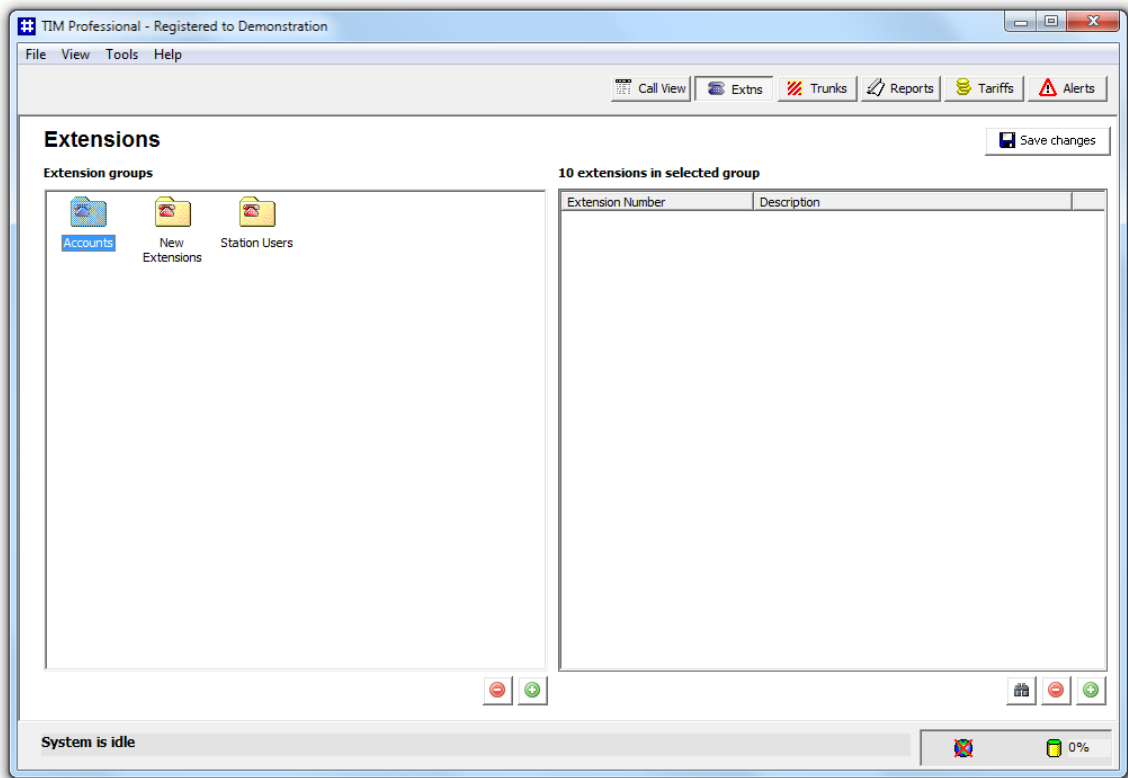 # TIM Professional - Registered to Demonstration
File View Tools Help
Call View Extns Trunks Reports Tariffs Alerts
Extensions
Save changes
Extension groups
10 extensions in selected group
Extension Number Description
Accounts
New Extensions
Station Users
System is idle
0%